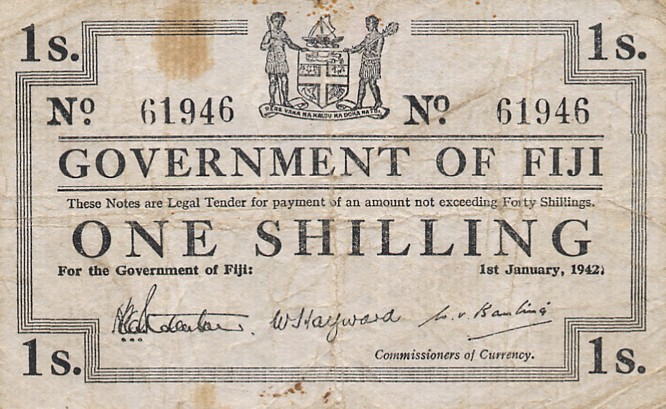 1s. 1s.
Nº 61946 Nº 61946
GOVERNMENT OF FIJI
These Notes are Legal Tender for payment of an amount not exceeding Forty Shillings.
ONE SHILLING
For the Government of Fiji: 1st January, 1942.
WSHayward
Commissioners of Currency.
1s. 1s.